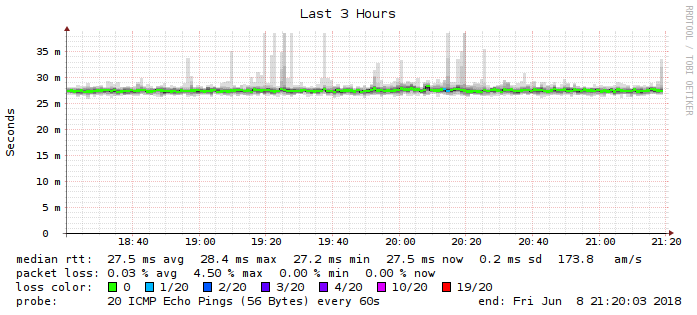 Last 3 Hours
RRDTOOL / TOBI OETIKER
Seconds
35 m
30 m
25 m
20 m
15 m
10 m
5 m
0
18:40 19:00 19:20 19:40 20:00 20:20 20:40 21:00 21:20
median rtt: 27.5 ms avg 28.4 ms max 27.2 ms min 27.5 ms now 0.2 ms sd 173.8 am/s
packet loss: 0.03 % avg 4.50 % max 0.00 % min 0.00 % now
loss color: 0 1/20 2/20 3/20 4/20 10/20 19/20
probe: 20 ICMP Echo Pings (56 Bytes) every 60s end: Fri Jun 8 21:20:03 2018